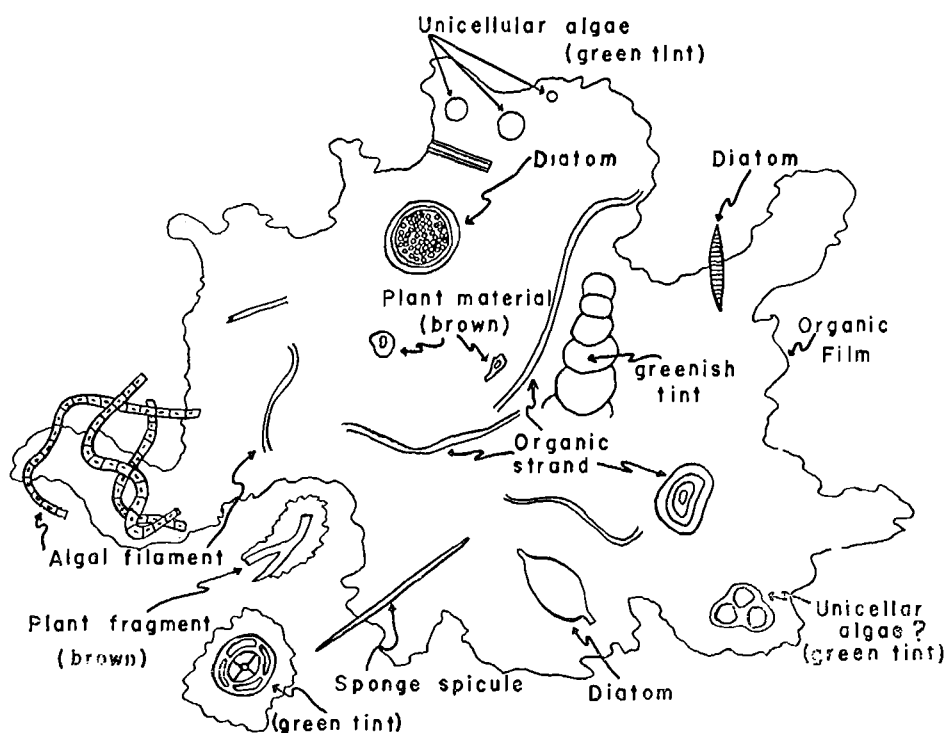 Unicellular algae
(green tint)
Diatom
Diatom
Plant material
(brown)
Organic
Film
greenish
tint
Organic
strand
Algal filament
Plant fragment
(brown)
Unicellar
algae?
(green tint)
Sponge spicule
Diatom
(green tint)